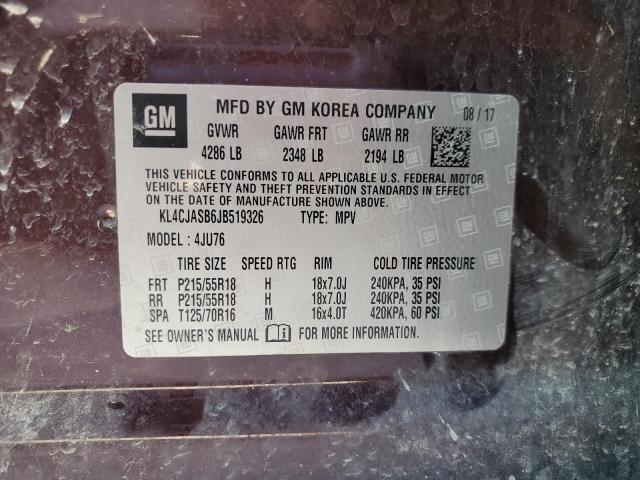 GM MFD BY GM KOREA COMPANY 08/17
GVWR GAWR FRT GAWR RR
4286 LB 2348 LB 2194 LB
THIS VEHICLE CONFORMS TO ALL APPLICABLE U.S. FEDERAL MOTOR
VEHICLE SAFETY AND THEFT PREVENTION STANDARDS IN EFFECT
ON THE DATE OF MANUFACTURE SHOWN ABOVE.
KL4CJASB6JB519326 TYPE: MPV
MODEL : 4JU76
TIRE SIZE SPEED RTG RIM COLD TIRE PRESSURE
FRT P215/55R18 H 18x7.0J 240KPA, 35 PSI
RR P215/55R18 H 18x7.0J 240KPA, 35 PSI
SPA T125/70R16 M 16x4.0T 420KPA, 60 PSI
SEE OWNER'S MANUAL FOR MORE INFORMATION.